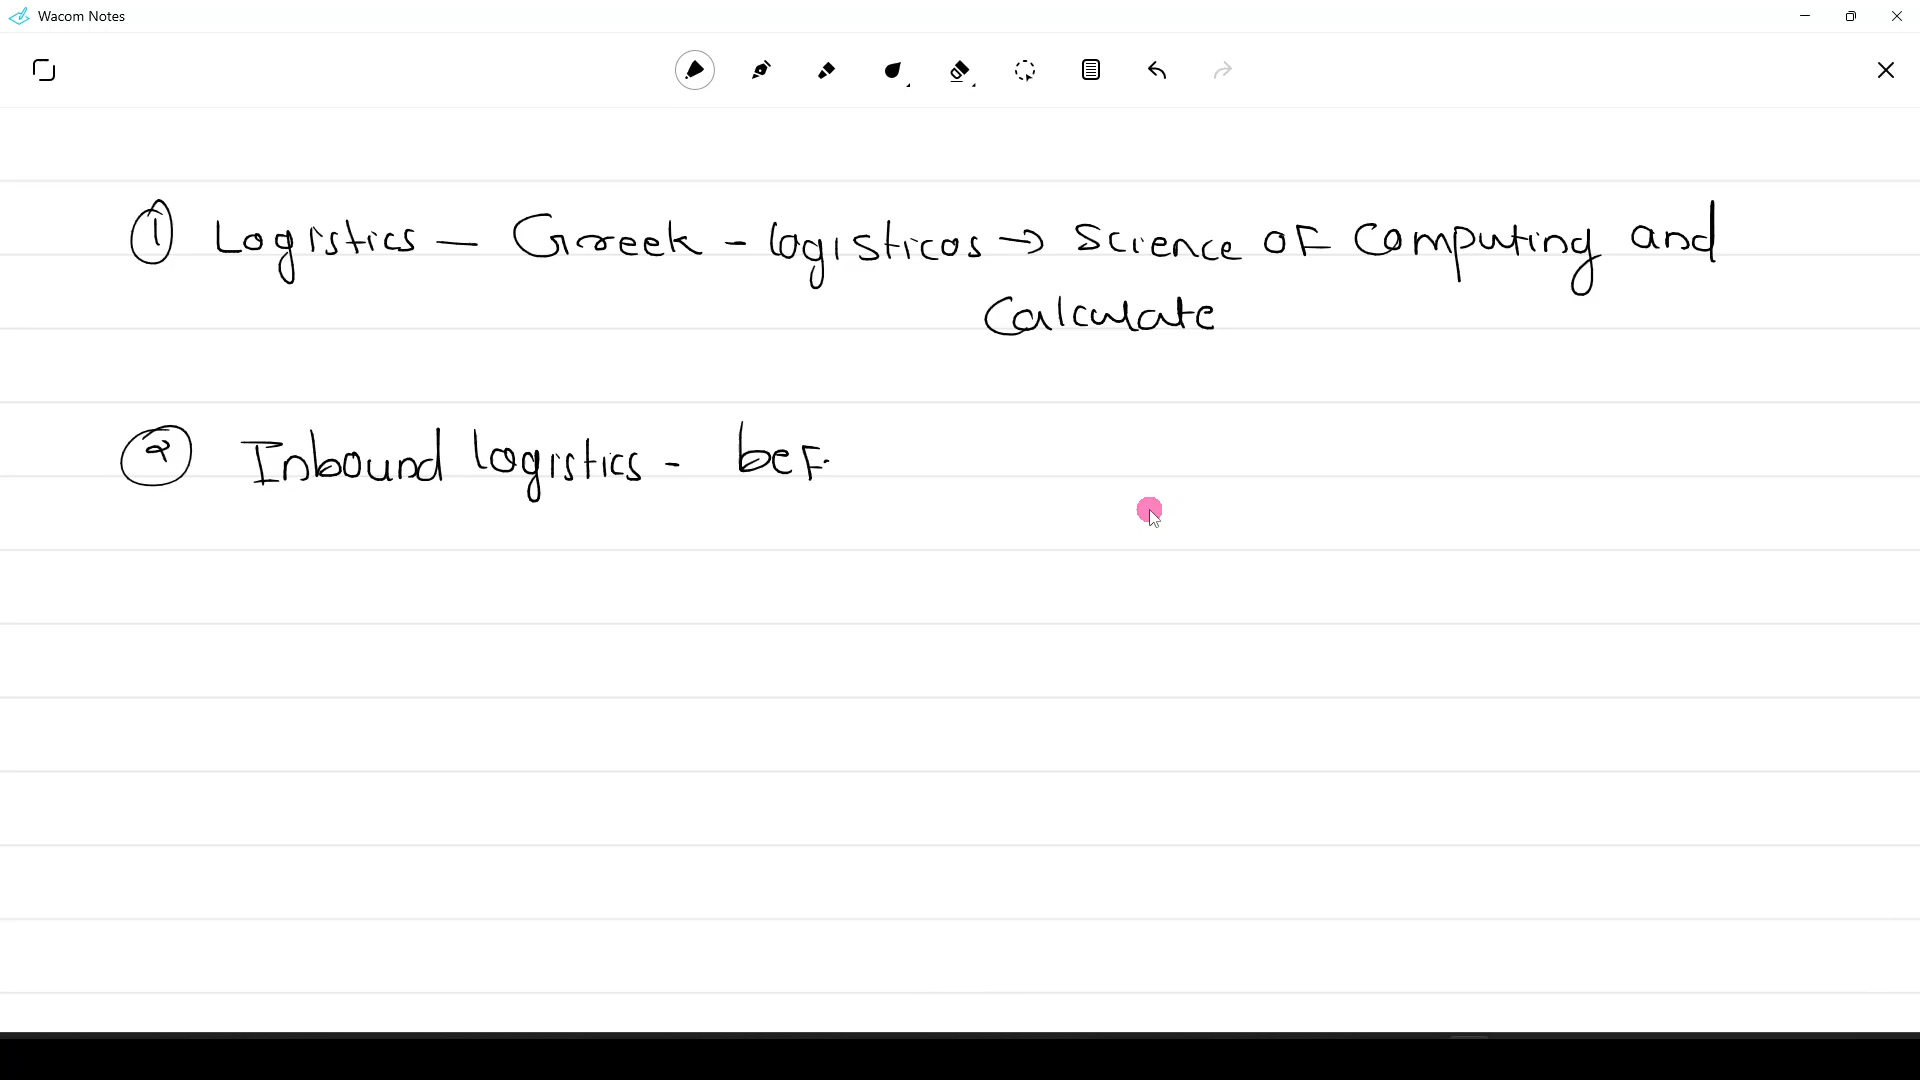 Wacom Notes
① Logistics — Greek - logisticos → Science of Computing and
Calculate
② Inbound logistics - bef